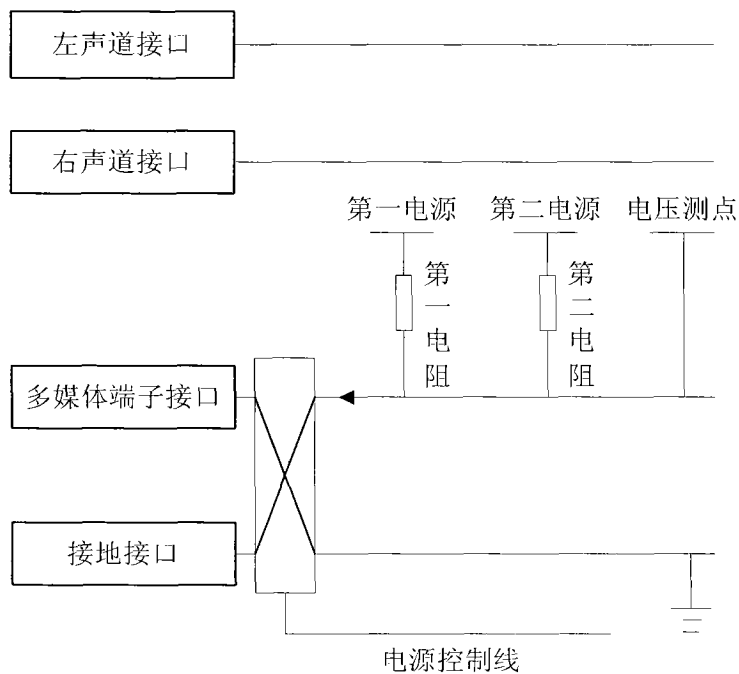 左声道接口
右声道接口
第一电源 第二电源 电压测点
第一电阻
第二电阻
多媒体端子接口
接地接口
电源控制线